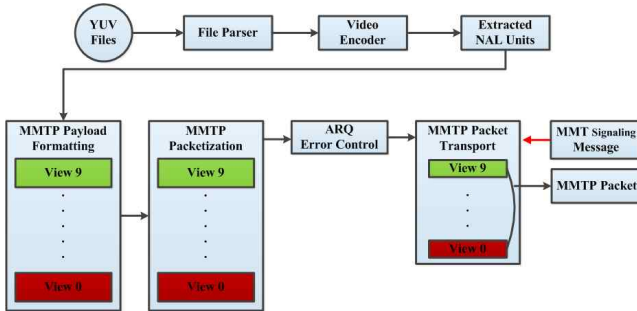 YUV
Files
File Parser
Video
Encoder
Extracted
NAL Units
MMTP Payload
Formatting
View 9
View 0
MMTP
Packetization
View 9
View 0
ARQ
Error Control
MMTP Packet
Transport
View 9
View 0
MMT Signaling
Message
MMTP Packet